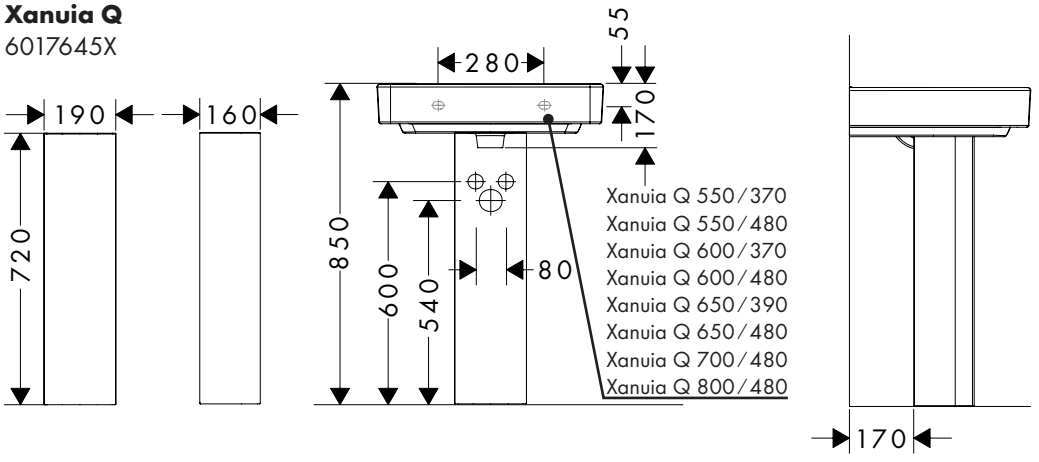 Xanuia Q
6017645X
190
160
720
280
55
170
850
600
540
80
Xanuia Q 550/370
Xanuia Q 550/480
Xanuia Q 600/370
Xanuia Q 600/480
Xanuia Q 650/390
Xanuia Q 650/480
Xanuia Q 700/480
Xanuia Q 800/480
170